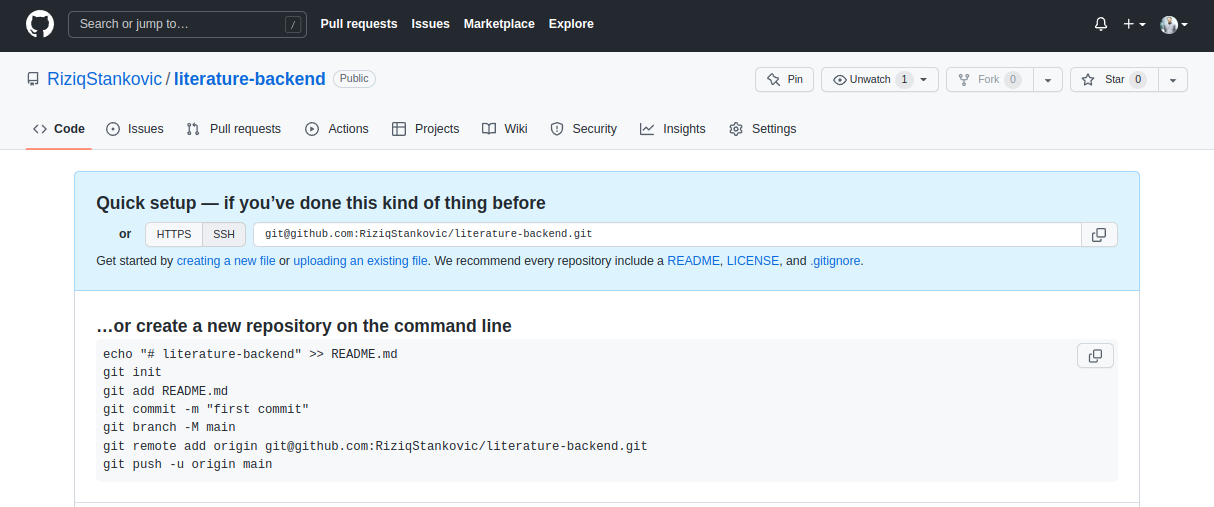 Search or jump to… / Pull requests Issues Marketplace Explore
RiziqStankovic / literature-backend Public Pin Unwatch 1 Fork 0 Star 0
Code Issues Pull requests Actions Projects Wiki Security Insights Settings
Quick setup — if you’ve done this kind of thing before
or HTTPS SSH git@github.com:RiziqStankovic/literature-backend.git
Get started by creating a new file or uploading an existing file. We recommend every repository include a README, LICENSE, and .gitignore.
…or create a new repository on the command line
echo "# literature-backend" >> README.md
git init
git add README.md
git commit -m "first commit"
git branch -M main
git remote add origin git@github.com:RiziqStankovic/literature-backend.git
git push -u origin main